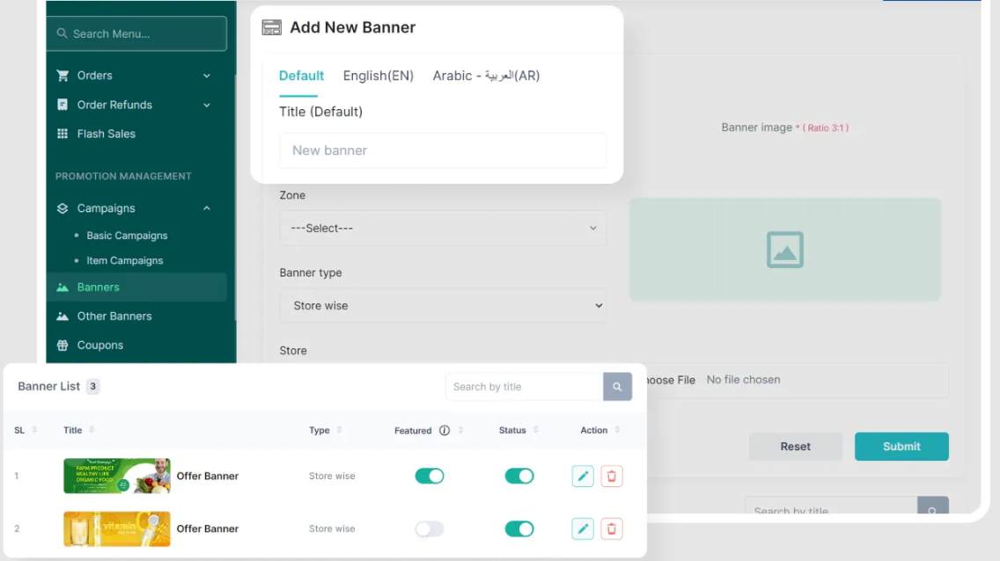 Search Menu...
Orders
Order Refunds
Flash Sales
PROMOTION MANAGEMENT
Campaigns
Basic Campaigns
Item Campaigns
Banners
Other Banners
Coupons
Add New Banner
Default English(EN) Arabic - العربية(AR)
Title (Default)
New banner
Zone
---Select---
Banner type
Store wise
Store
Banner image * ( Ratio 3:1 )
oose File No file chosen
Reset Submit
Search by title
Banner List 3
Search by title
SL Title Type Featured Status Action
1 Offer Banner Store wise
FARM PRODUCT
HEALTHY LIFE
ORGANIC FOOD
2 Offer Banner Store wise
vitamin